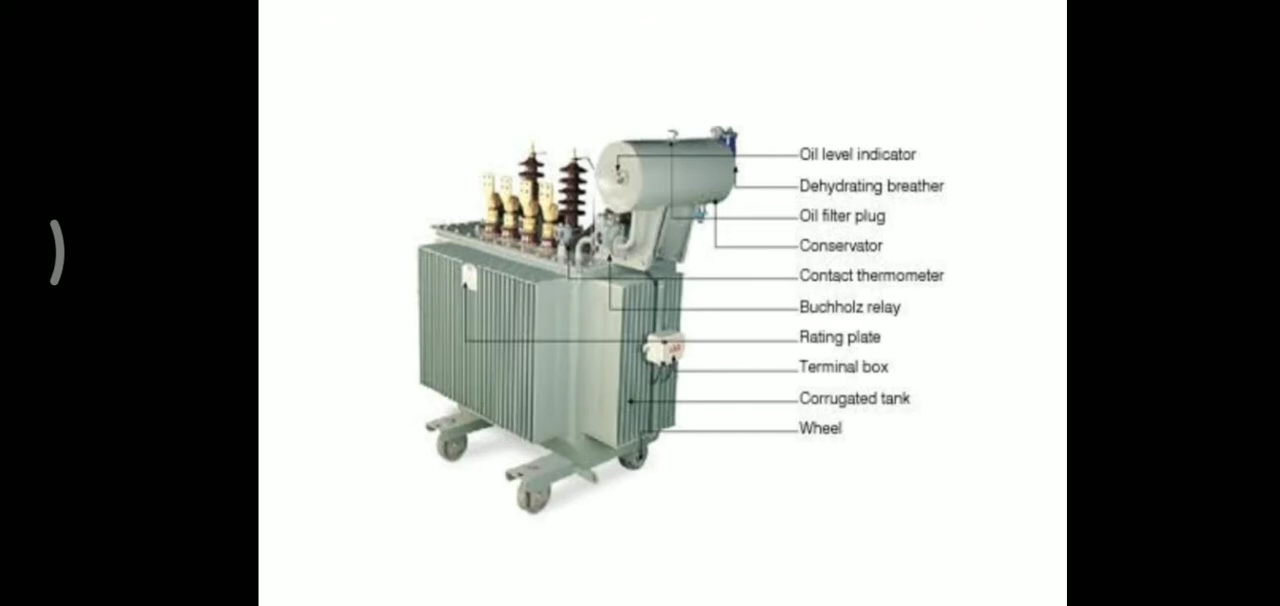 Oil level indicator
Dehydrating breather
Oil filter plug
Conservator
Contact thermometer
Buchholz relay
Rating plate
Terminal box
Corrugated tank
Wheel